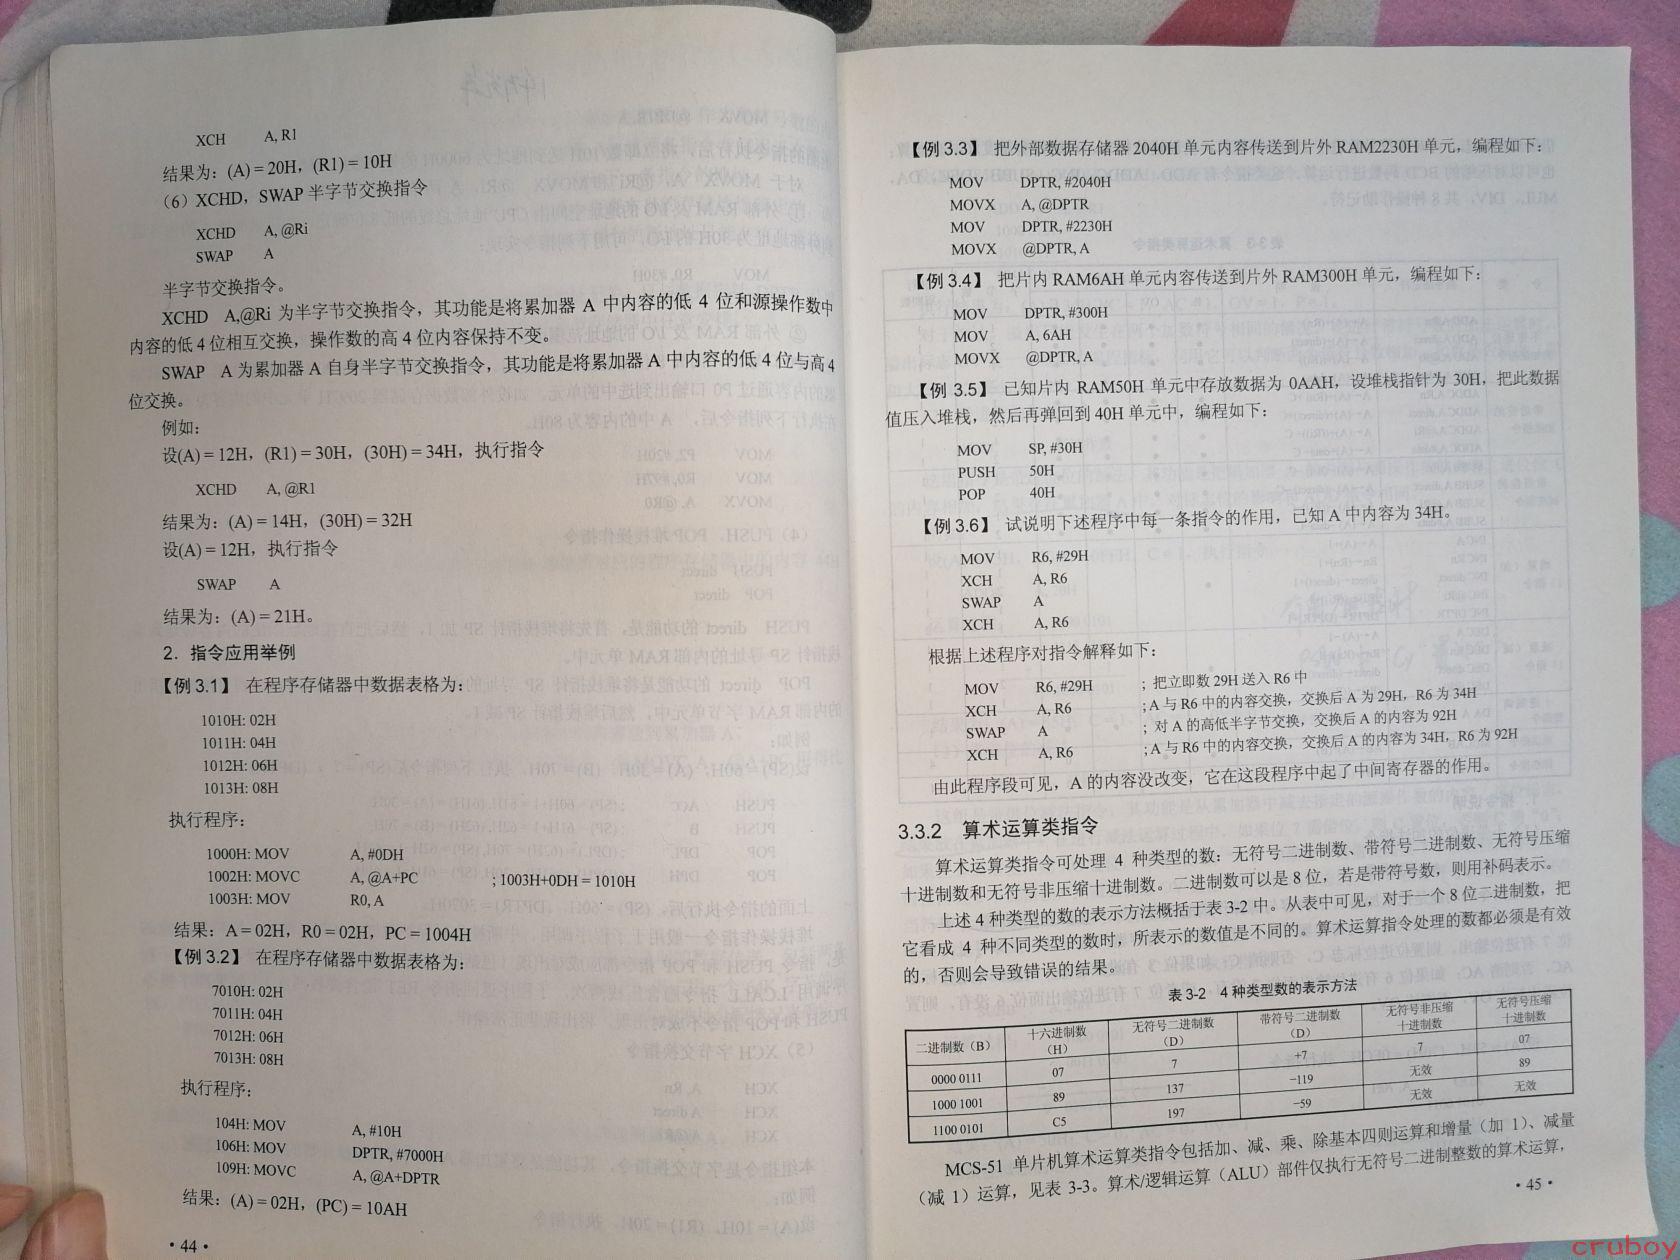 XCH A, R1
结果为：(A) = 20H，(R1) = 10H
（6）XCHD，SWAP 半字节交换指令
XCHD A, @Ri
SWAP A
半字节交换指令。
XCHD A,@Ri 为半字节交换指令，其功能是将累加器 A 中内容的低 4 位和源操作数中
内容的低 4 位相互交换，操作数的高 4 位内容保持不变。
SWAP A 为累加器 A 自身半字节交换指令，其功能是将累加器 A 中内容的低 4 位与高 4
位交换。
例如：
设(A) = 12H，(R1) = 30H，(30H) = 34H，执行指令
XCHD A, @R1
结果为：(A) = 14H，(30H) = 32H
设(A) = 12H，执行指令
SWAP A
结果为：(A) = 21H。
2．指令应用举例
【例 3.1】 在程序存储器中数据表格为：
1010H: 02H
1011H: 04H
1012H: 06H
1013H: 08H
执行程序：
1000H: MOV A, #0DH
1002H: MOVC A, @A+PC ; 1003H+0DH = 1010H
1003H: MOV R0, A
结果：A = 02H，R0 = 02H，PC = 1004H
【例 3.2】 在程序存储器中数据表格为：
7010H: 02H
7011H: 04H
7012H: 06H
7013H: 08H
执行程序：
104H: MOV A, #10H
106H: MOV DPTR, #7000H
109H: MOVC A, @A+DPTR
结果：(A) = 02H，(PC) = 10AH
· 44 ·
【例 3.3】 把外部数据存储器 2040H 单元内容传送到片外 RAM2230H 单元，编程如下：
MOV DPTR, #2040H
MOVX A, @DPTR
MOV DPTR, #2230H
MOVX @DPTR, A
【例 3.4】 把片内 RAM6AH 单元内容传送到片外 RAM300H 单元，编程如下：
MOV DPTR, #300H
MOV A, 6AH
MOVX @DPTR, A
【例 3.5】 已知片内 RAM50H 单元中存放数据为 0AAH，设堆栈指针为 30H，把此数据
值压入堆栈，然后再弹回到 40H 单元中，编程如下：
MOV SP, #30H
PUSH 50H
POP 40H
【例 3.6】 试说明下述程序中每一条指令的作用，已知 A 中内容为 34H。
MOV R6, #29H
XCH A, R6
SWAP A
XCH A, R6
根据上述程序对指令解释如下：
MOV R6, #29H ; 把立即数 29H 送入 R6 中
XCH A, R6 ; A 与 R6 中的内容交换，交换后 A 为 29H，R6 为 34H
SWAP A ; 对 A 的高低半字节交换，交换后 A 的内容为 92H
XCH A, R6 ; A 与 R6 中的内容交换，交换后 A 的内容为 34H，R6 为 92H
由此程序段可见，A 的内容没改变，它在这段程序中起了中间寄存器的作用。
3.3.2 算术运算类指令
算术运算类指令可处理 4 种类型的数：无符号二进制数、带符号二进制数、无符号压缩
十进制数和无符号非压缩十进制数。二进制数可以是 8 位，若是带符号数，则用补码表示。
上述 4 种类型的数的表示方法概括于表 3-2 中。从表中可见，对于一个 8 位二进制数，把
它看成 4 种不同类型的数时，所表示的数值是不同的。算术运算指令处理的数都必须是有效
的，否则会导致错误的结果。
表 3-2 4 种类型数的表示方法
二进制数（B） 十六进制数（H） 无符号二进制数（D） 带符号二进制数（D） 无符号非压缩十进制数 无符号压缩十进制数
0000 0111 07 7 +7 7 07
1000 1001 89 137 −119 无效 89
1100 0101 C5 197 −59 无效 无效
MCS-51 单片机算术运算类指令包括加、减、乘、除基本四则运算和增量（加 1）、减量
（减 1）运算，见表 3-3。算术/逻辑运算（ALU）部件仅执行无符号二进制整数的算术运算，
· 45 ·
cruboy